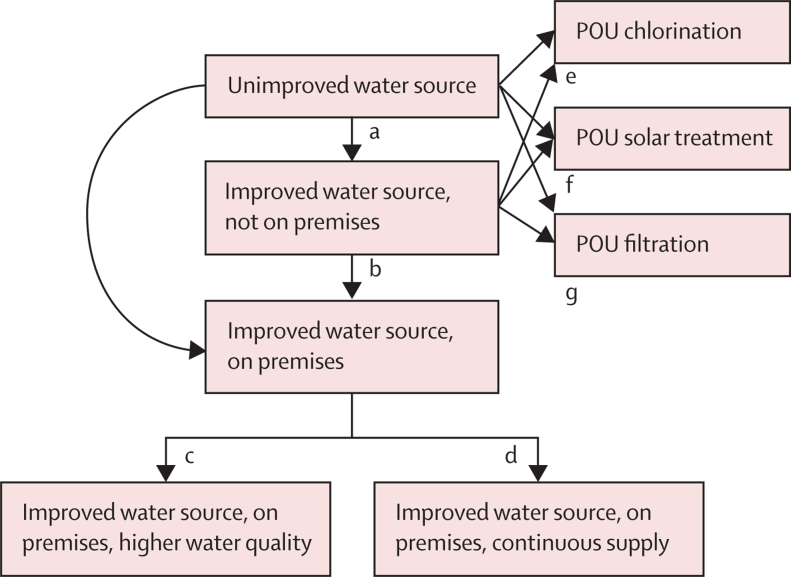 POU chlorination
e
Unimproved water source
a
POU solar treatment
f
Improved water source,
not on premises
POU filtration
g
b
Improved water source,
on premises
c
d
Improved water source, on
premises, higher water quality
Improved water source, on
premises, continuous supply